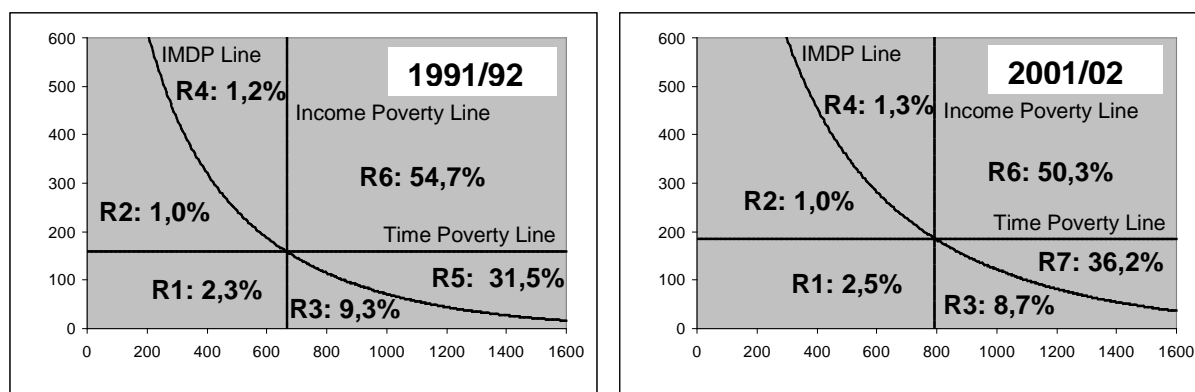 600
500
400
300
200
100
0
0 200 400 600 800 1000 1200 1400 1600
IMDP Line
1991/92
R4: 1,2%
Income Poverty Line
R6: 54,7%
R2: 1,0%
Time Poverty Line
R5: 31,5%
R1: 2,3%
R3: 9,3%
600
500
400
300
200
100
0
0 200 400 600 800 1000 1200 1400 1600
IMDP Line
2001/02
R4: 1,3%
Income Poverty Line
R6: 50,3%
R2: 1,0%
Time Poverty Line
R7: 36,2%
R1: 2,5%
R3: 8,7%